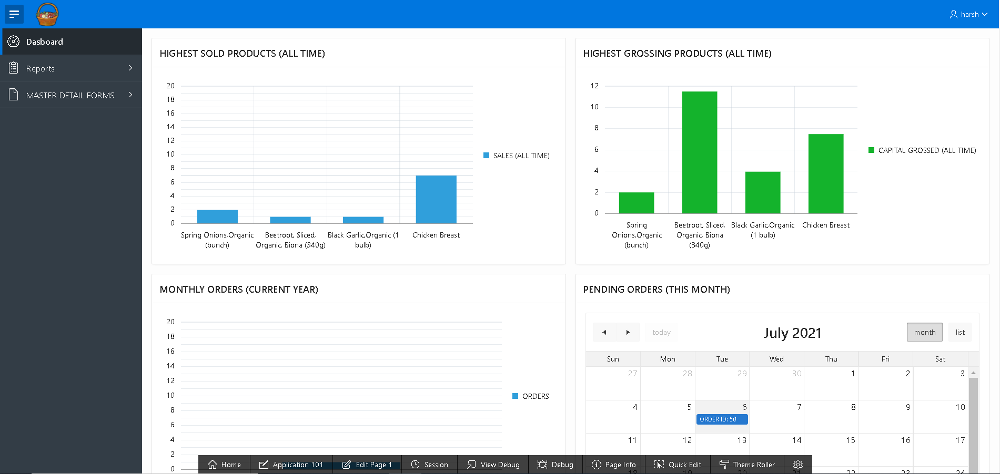 harsh
Dasboard
Reports
MASTER DETAIL FORMS
HIGHEST SOLD PRODUCTS (ALL TIME)
20
18
16
14
12
10
8
6
4
2
0
Spring Onions,Organic
(bunch)
Beetroot, Sliced,
Organic, Biona (340g)
Black Garlic,Organic (1
bulb)
Chicken Breast
SALES (ALL TIME)
HIGHEST GROSSING PRODUCTS (ALL TIME)
12
10
8
6
4
2
0
Spring
Onions,Organic
(bunch)
Beetroot, Sliced,
Organic, Biona
(340g)
Black Garlic,Organic
(1 bulb)
Chicken Breast
CAPITAL GROSSED (ALL TIME)
MONTHLY ORDERS (CURRENT YEAR)
20
18
16
14
12
10
8
6
4
2
0
ORDERS
PENDING ORDERS (THIS MONTH)
today
July 2021
month
list
Sun Mon Tue Wed Thu Fri Sat
27 28 29 30 1 2 3
4 5 6 7 8 9 10
ORDER ID: 50
11 12 13 14 15 16 17
18 19 20 21 22 23 24
Home Application 101 Edit Page 1 Session View Debug Debug Page Info Quick Edit Theme Roller